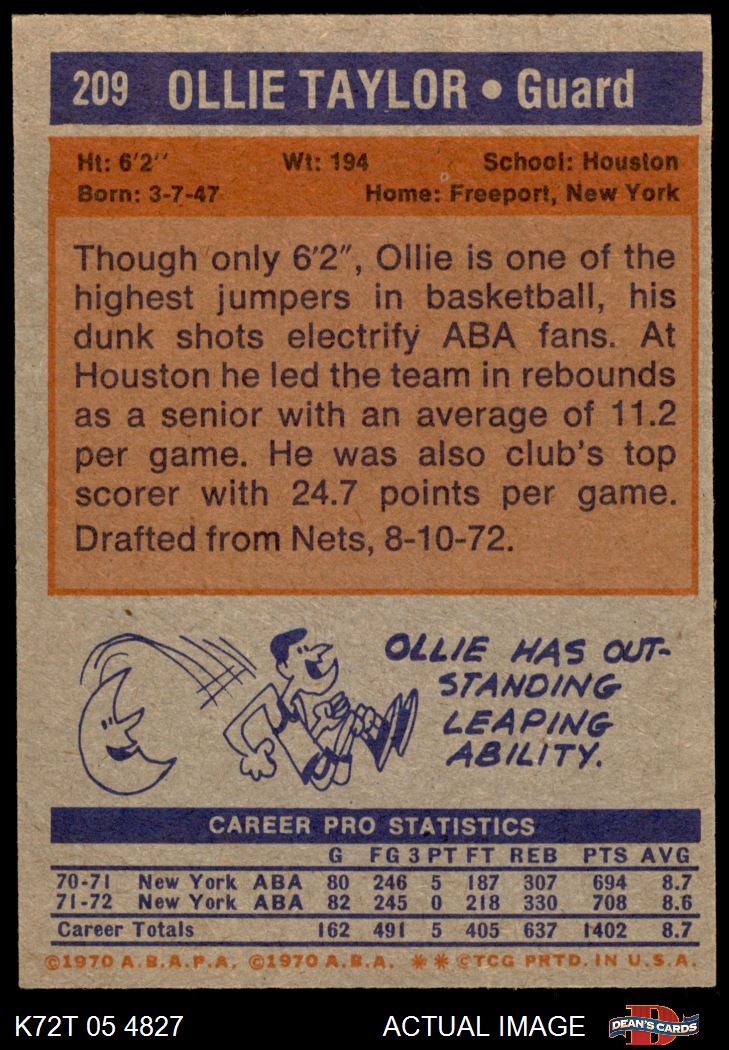 209 OLLIE TAYLOR • Guard
Ht: 6'2" Wt: 194 School: Houston
Born: 3-7-47 Home: Freeport, New York
Though only 6'2", Ollie is one of the
highest jumpers in basketball, his
dunk shots electrify ABA fans. At
Houston he led the team in rebounds
as a senior with an average of 11.2
per game. He was also club's top
scorer with 24.7 points per game.
Drafted from Nets, 8-10-72.
OLLIE HAS OUT-
STANDING
LEAPING
ABILITY.
CAREER PRO STATISTICS
G FG 3 PT FT REB PTS AVG
70-71 New York ABA 80 246 5 187 307 694 8.7
71-72 New York ABA 82 245 0 218 330 708 8.6
Career Totals 162 491 5 405 637 1402 8.7
©1970 A.B.A.P.A. ©1970 A.B.A. ** ©TCG PRTD. IN U.S.A.
K72T 05 4827 ACTUAL IMAGE D DEAN'S CARDS